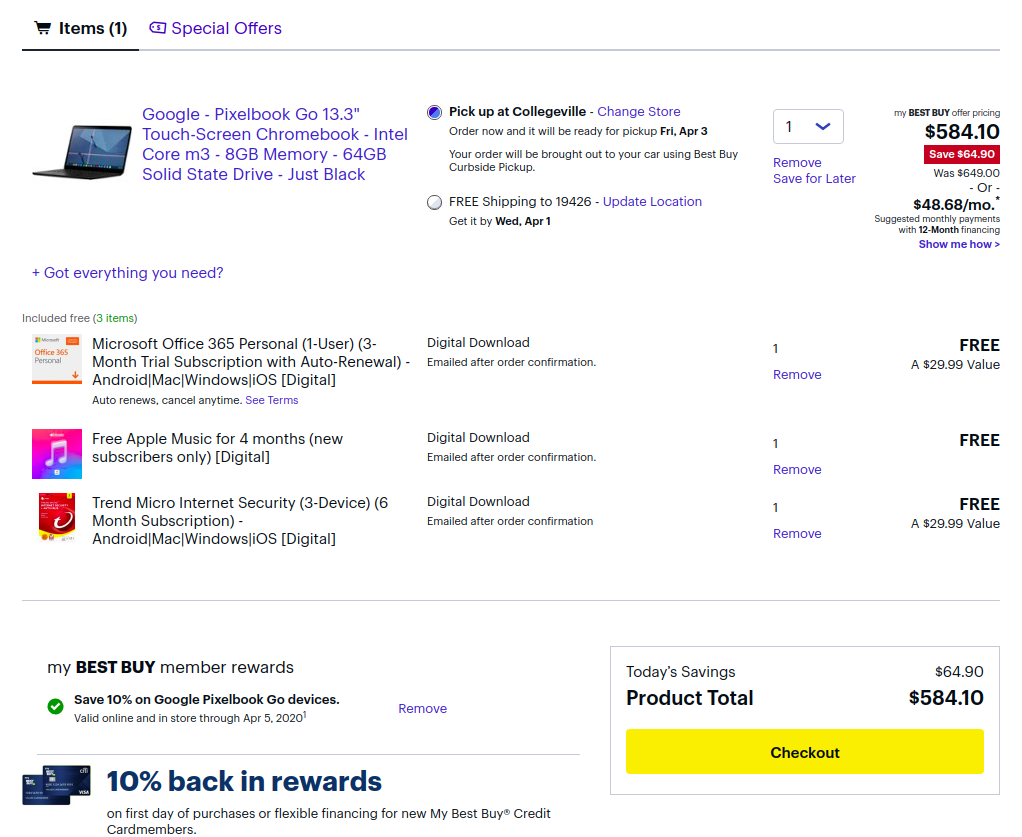 Items (1) Special Offers
Google - Pixelbook Go 13.3"
Touch-Screen Chromebook - Intel
Core m3 - 8GB Memory - 64GB
Solid State Drive - Just Black
Pick up at Collegeville - Change Store
Order now and it will be ready for pickup Fri, Apr 3
Your order will be brought out to your car using Best Buy
Curbside Pickup.
FREE Shipping to 19426 - Update Location
Get it by Wed, Apr 1
1
Remove
Save for Later
my BEST BUY offer pricing
$584.10
Save $64.90
Was $649.00
- Or -
$48.68/mo.*
Suggested monthly payments
with 12-Month financing
Show me how >
+ Got everything you need?
Included free (3 items)
Microsoft
Office 365
Personal
Microsoft Office 365 Personal (1-User) (3-
Month Trial Subscription with Auto-Renewal) -
Android|Mac|Windows|iOS [Digital]
Auto renews, cancel anytime. See Terms
Digital Download
Emailed after order confirmation.
1
Remove
FREE
A $29.99 Value
Free Apple Music for 4 months (new
subscribers only) [Digital]
Digital Download
Emailed after order confirmation.
1
Remove
FREE
Trend Micro Internet Security (3-Device) (6
Month Subscription) -
Android|Mac|Windows|iOS [Digital]
Digital Download
Emailed after order confirmation
1
Remove
FREE
A $29.99 Value
my BEST BUY member rewards
Save 10% on Google Pixelbook Go devices.
Valid online and in store through Apr 5, 2020¹
Remove
citi
VISA
10% back in rewards
on first day of purchases or flexible financing for new My Best Buy® Credit
Cardmembers.
Today's Savings $64.90
Product Total $584.10
Checkout